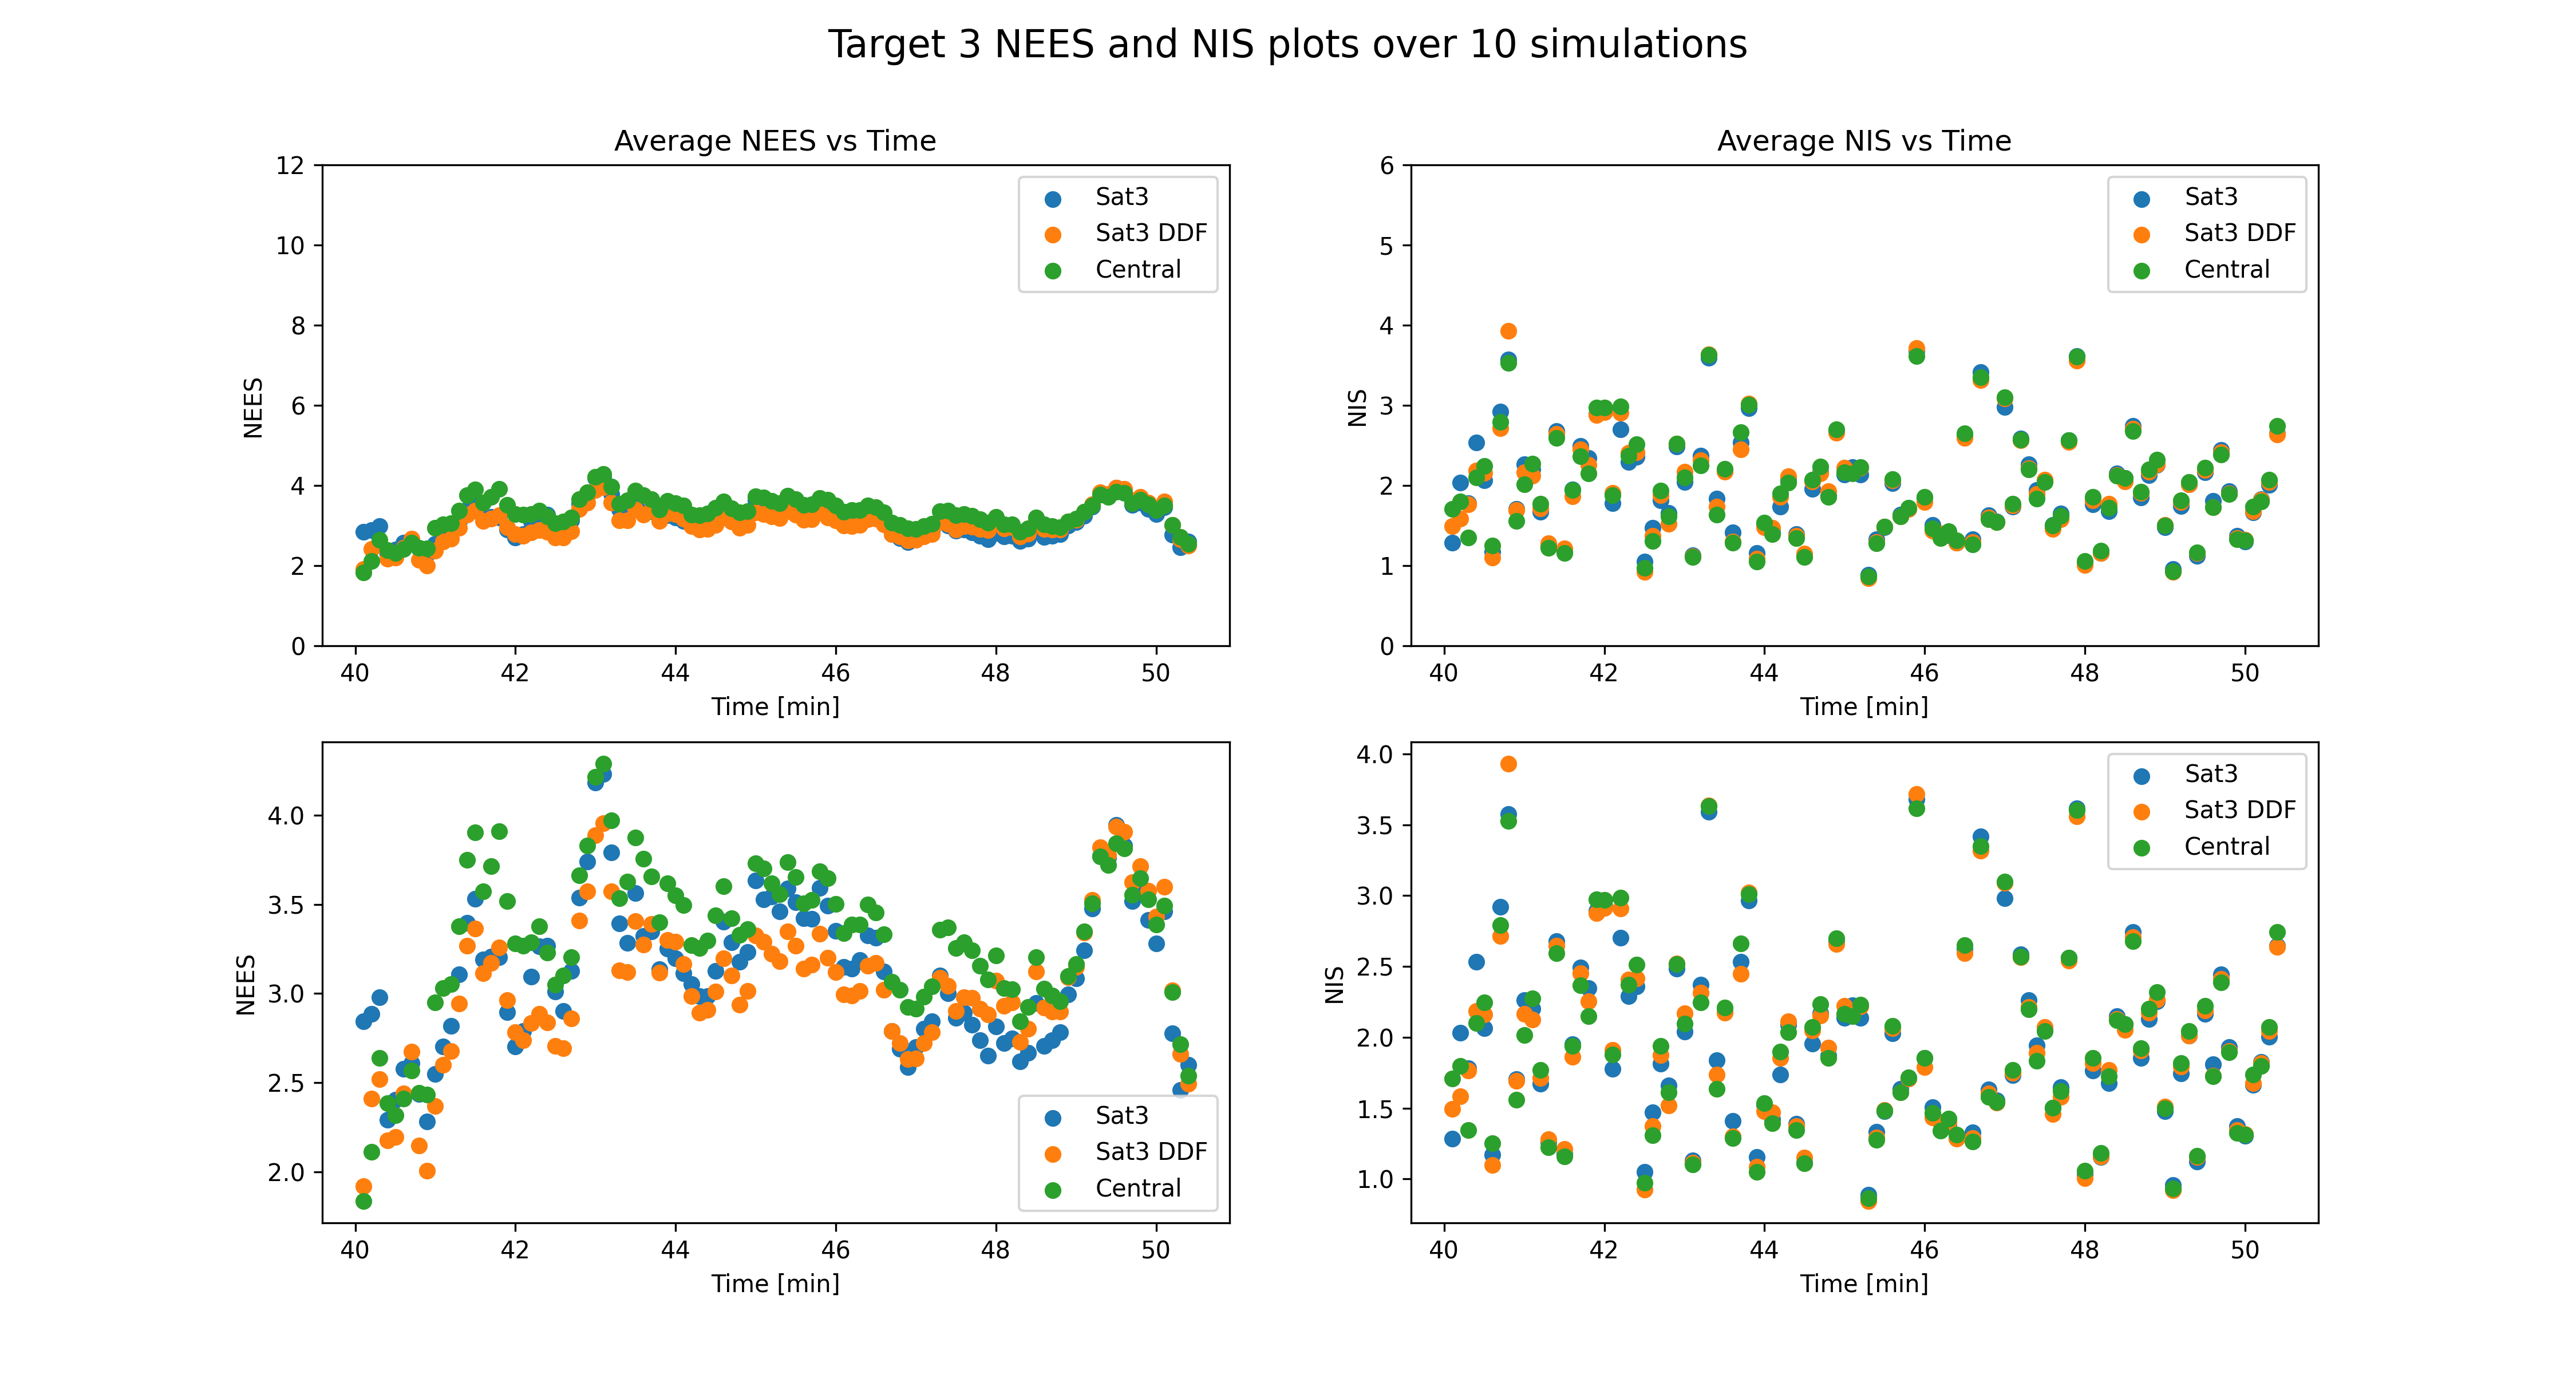 Target 3 NEES and NIS plots over 10 simulations
Average NEES vs Time
12
10
8
6
4
2
0
NEES
40 42 44 46 48 50
Time [min]
Sat3
Sat3 DDF
Central
Average NIS vs Time
6
5
4
3
2
1
0
NIS
40 42 44 46 48 50
Time [min]
Sat3
Sat3 DDF
Central
4.0
3.5
3.0
2.5
2.0
NEES
40 42 44 46 48 50
Time [min]
Sat3
Sat3 DDF
Central
4.0
3.5
3.0
2.5
2.0
1.5
1.0
NIS
40 42 44 46 48 50
Time [min]
Sat3
Sat3 DDF
Central